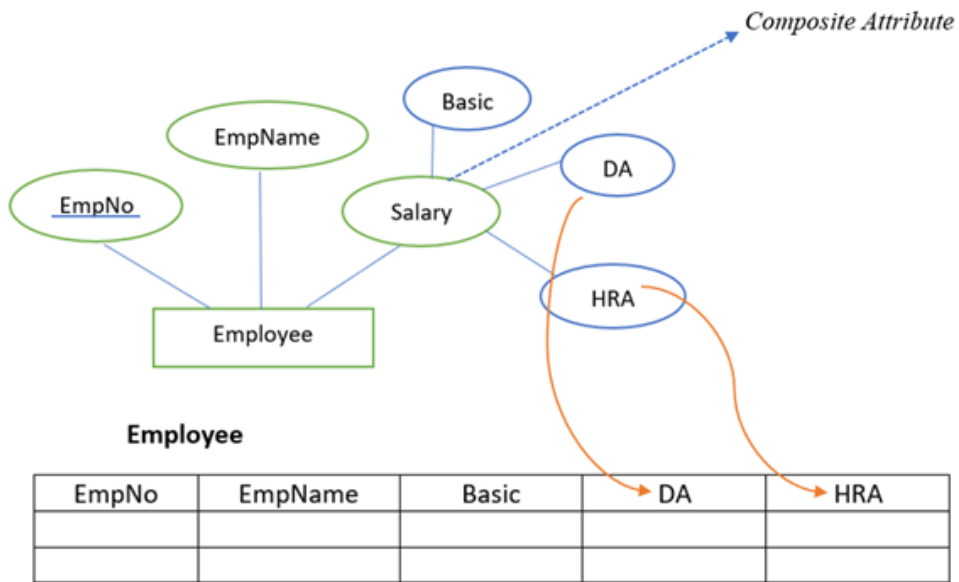 Composite Attribute
Basic
EmpName
DA
EmpNo
Salary
HRA
Employee
Employee
EmpNo EmpName Basic DA HRA